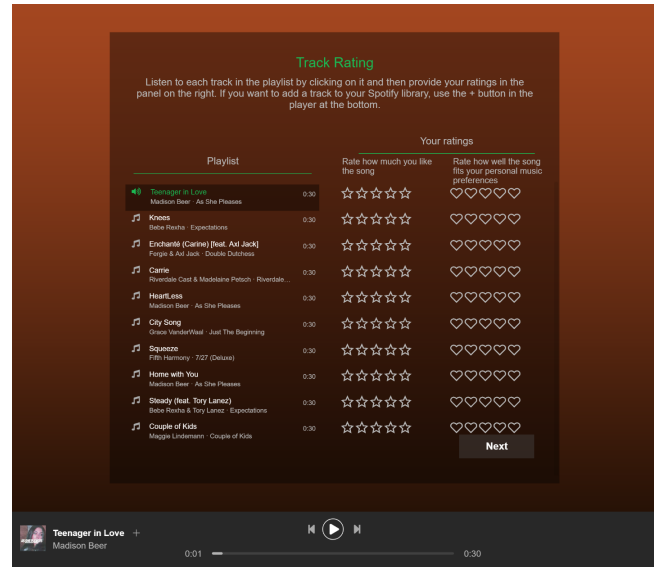 Track Rating
Listen to each track in the playlist by clicking on it and then provide your ratings in the
panel on the right. If you want to add a track to your Spotify library, use the + button in the
player at the bottom.
Your ratings
Playlist
Rate how much you like
the song
Rate how well the song
fits your personal music
preferences
Teenager in Love
Madison Beer · As She Pleases
0:30
Knees
Bebe Rexha · Expectations
0:30
Enchanté (Carine) [feat. Axl Jack]
Fergie & Axl Jack · Double Dutchess
0:30
Carrie
Riverdale Cast & Madelaine Petsch · Riverdale...
0:30
HeartLess
Madison Beer · As She Pleases
0:30
City Song
Grace VanderWaal · Just The Beginning
0:30
Squeeze
Fifth Harmony · 7/27 (Deluxe)
0:30
Home with You
Madison Beer · As She Pleases
0:30
Steady (feat. Tory Lanez)
Bebe Rexha & Tory Lanez · Expectations
0:30
Couple of Kids
Maggie Lindemann · Couple of Kids
0:30
Next
Teenager in Love +
Madison Beer
0:01
0:30